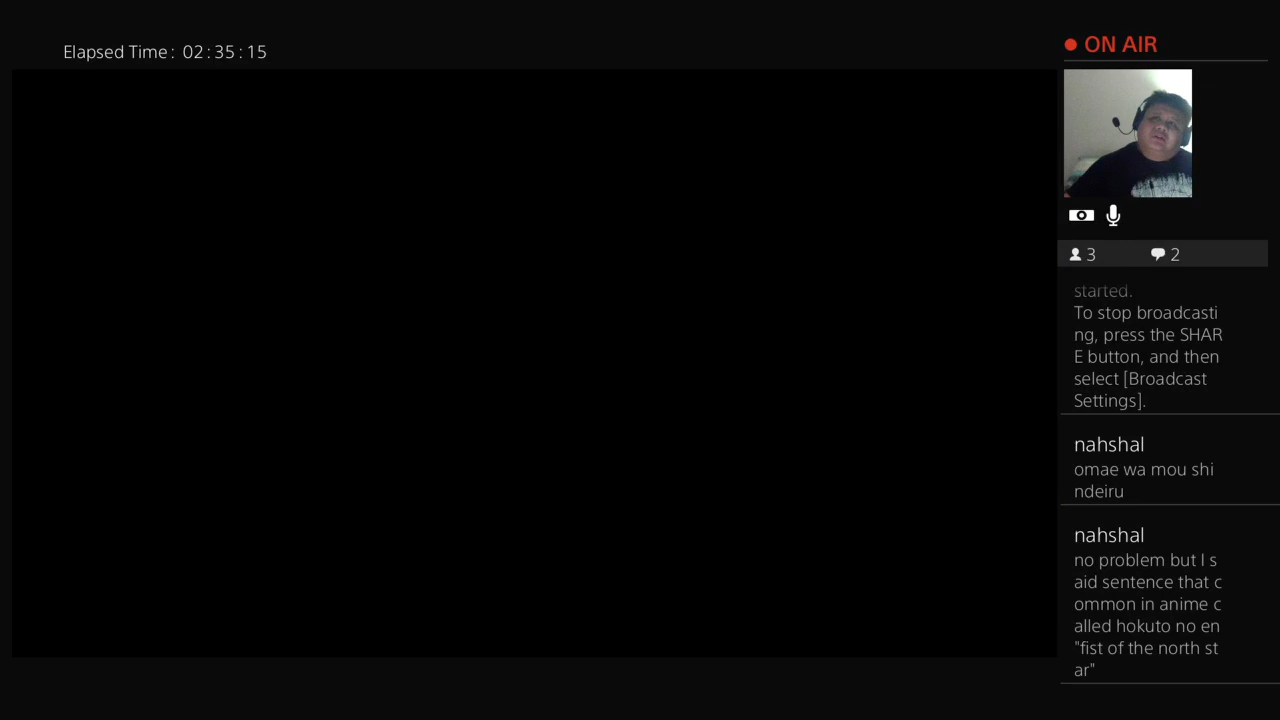 Elapsed Time: 02:35:15
ON AIR
3 2
started.
To stop broadcasti
ng, press the SHAR
E button, and then
select [Broadcast
Settings].
nahshal
omae wa mou shi
ndeiru
nahshal
no problem but I s
aid sentence that c
ommon in anime c
alled hokuto no en
"fist of the north st
ar"